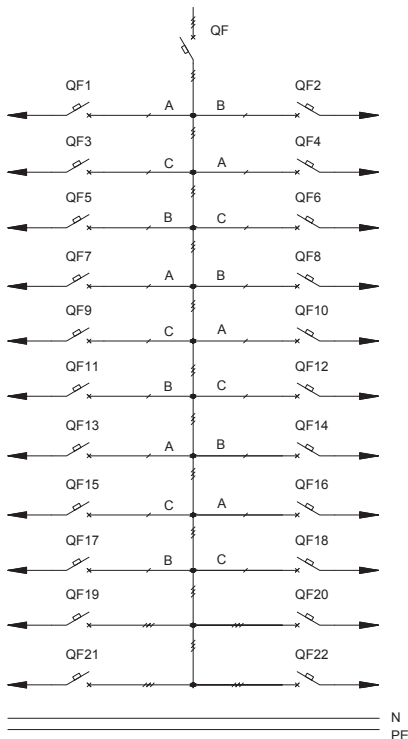 QF
QF1 A B QF2
QF3 C A QF4
QF5 B C QF6
QF7 A B QF8
QF9 C A QF10
QF11 B C QF12
QF13 A B QF14
QF15 C A QF16
QF17 B C QF18
QF19 QF20
QF21 QF22
N
PE